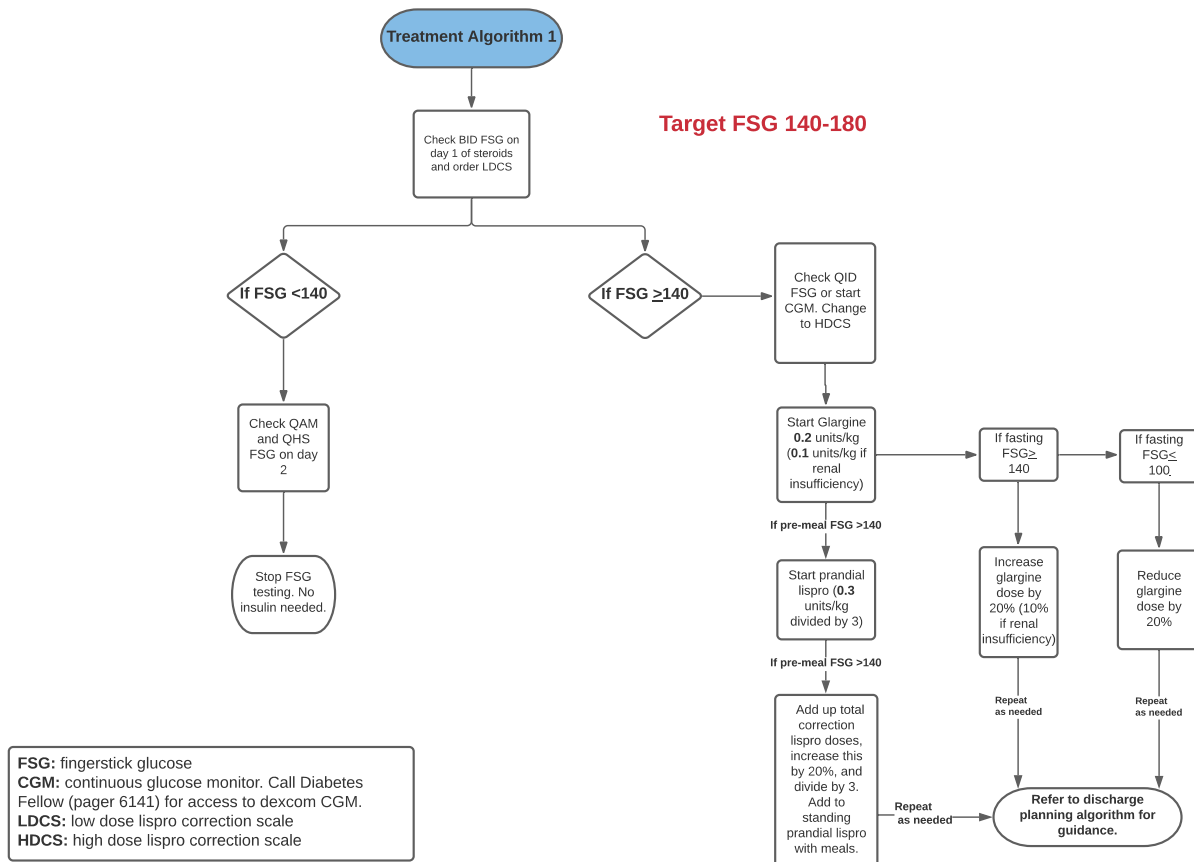 Treatment Algorithm 1
Target FSG 140-180
Check BID FSG on
day 1 of steroids
and order LDCS
If FSG <140
If FSG ≥140
Check QID
FSG or start
CGM. Change
to HDCS
Check QAM
and QHS
FSG on day
2
Stop FSG
testing. No
insulin needed.
Start Glargine
0.2 units/kg
(0.1 units/kg if
renal
insufficiency)
If fasting
FSG≥
140
If fasting
FSG≤
100.
If pre-meal FSG >140
Start prandial
lispro (0.3
units/kg
divided by 3)
Increase
glargine
dose by
20% (10%
if renal
insufficiency)
Reduce
glargine
dose by
20%
If pre-meal FSG >140
Add up total
correction
lispro doses,
increase this
by 20%, and
divide by 3.
Add to
standing
prandial lispro
with meals.
Repeat
as needed
Repeat
as needed
Repeat
as needed
Refer to discharge
planning algorithm for
guidance.
FSG: fingerstick glucose
CGM: continuous glucose monitor. Call Diabetes
Fellow (pager 6141) for access to dexcom CGM.
LDCS: low dose lispro correction scale
HDCS: high dose lispro correction scale